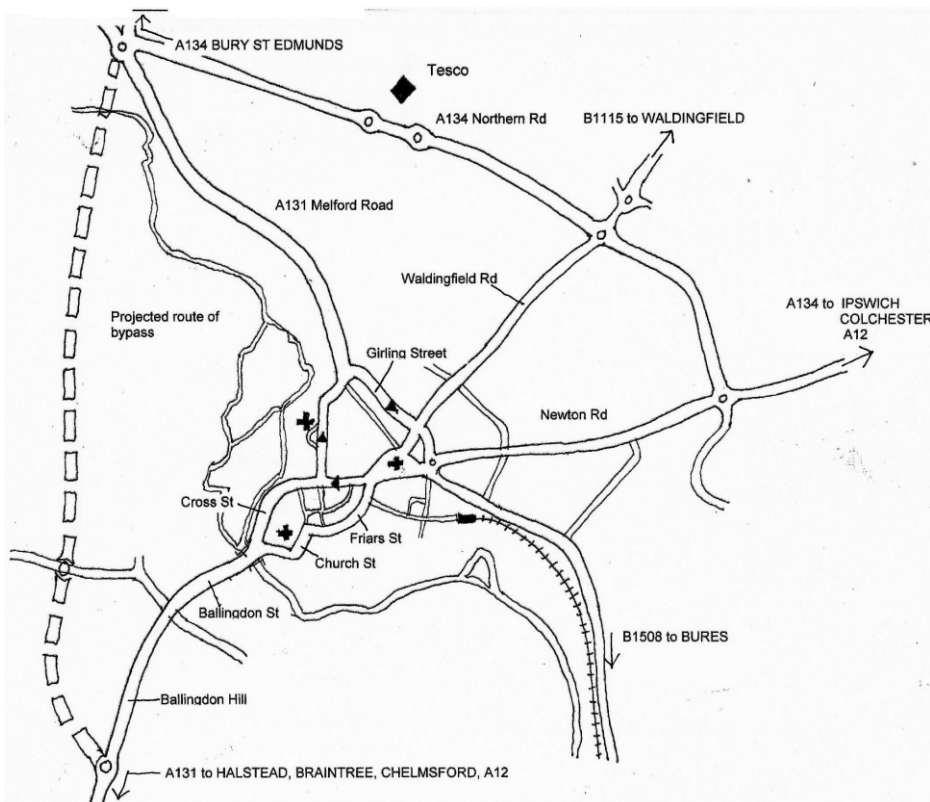 A134 BURY ST EDMUNDS
Tesco
A134 Northern Rd
B1115 to WALDINGFIELD
A131 Melford Road
Waldingfield Rd
A134 to IPSWICH
COLCHESTER
A12
Projected route of
bypass
Girling Street
Newton Rd
Cross St
Friars St
Church St
Ballingdon St
B1508 to BURES
Ballingdon Hill
A131 to HALSTEAD, BRAINTREE, CHELMSFORD, A12